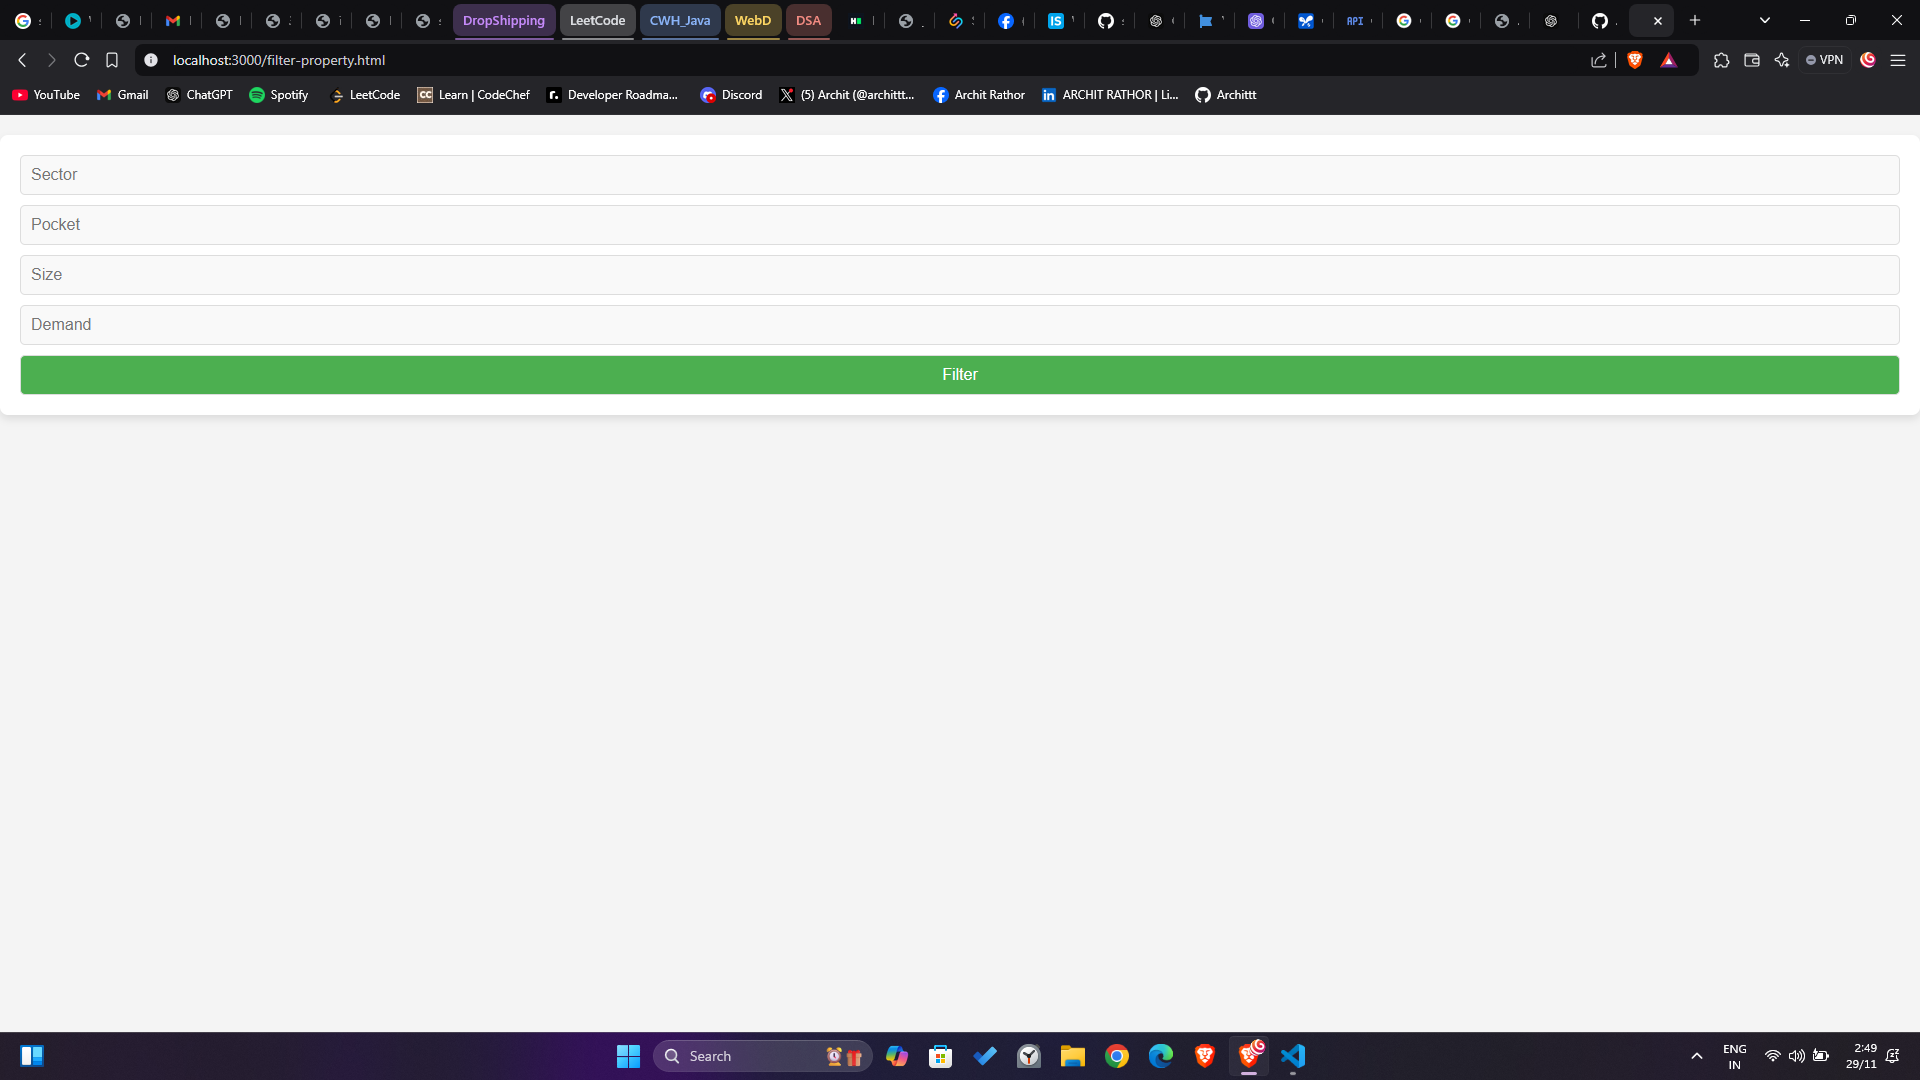 DropShipping LeetCode CWH_Java WebD DSA
localhost:3000/filter-property.html
VPN
YouTube Gmail ChatGPT Spotify LeetCode CC Learn | CodeChef r. Developer Roadma... Discord (5) Archit (@archittt... Archit Rathor in ARCHIT RATHOR | Li... Archittt
Sector
Pocket
Size
Demand
Filter
Search
ENG
IN
2:49
29/11